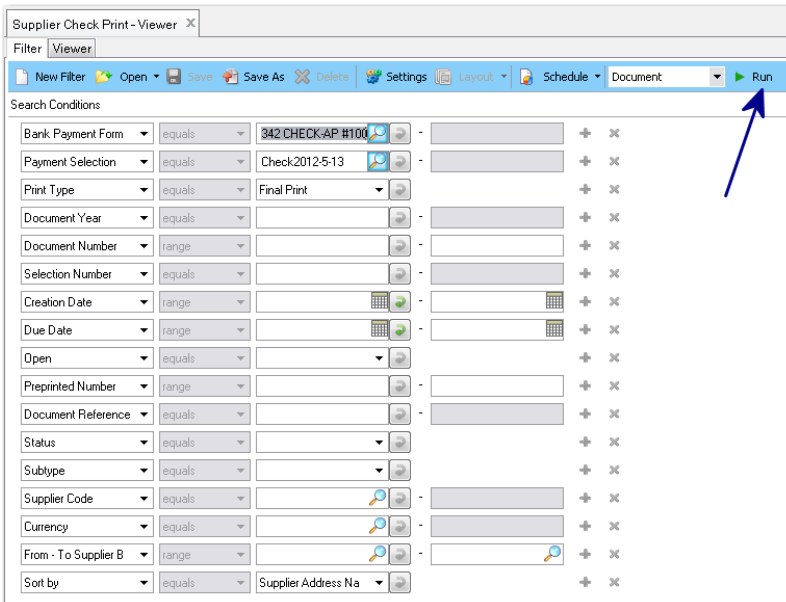 Supplier Check Print - Viewer
Filter Viewer
New Filter Open Save Save As Delete Settings Layout Schedule Document Run
Search Conditions
Bank Payment Form equals 342 CHECK-AP #100 -
Payment Selection equals Check2012-5-13 -
Print Type equals Final Print
Document Year equals -
Document Number range -
Selection Number equals -
Creation Date range -
Due Date range -
Open equals
Preprinted Number range -
Document Reference equals -
Status equals
Subtype equals
Supplier Code equals -
Currency equals -
From - To Supplier B range -
Sort by equals Supplier Address Na